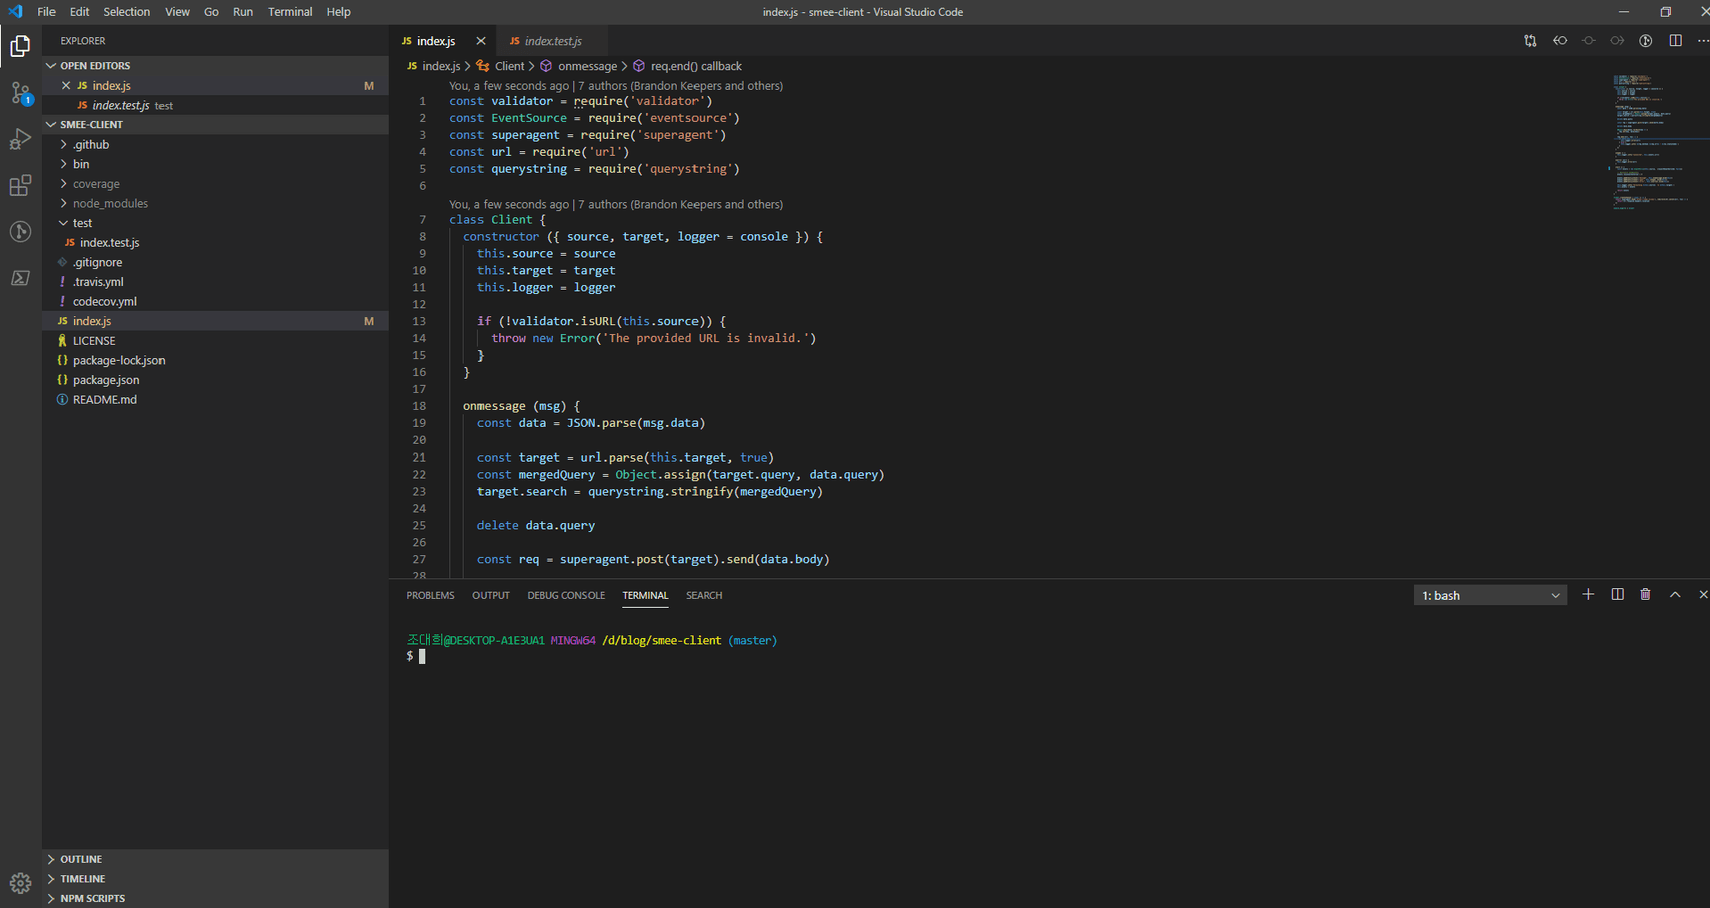 File Edit Selection View Go Run Terminal Help
index.js - smee-client - Visual Studio Code
EXPLORER
OPEN EDITORS
JS index.js M
JS index.test.js test
SMEE-CLIENT
.github
bin
coverage
node_modules
test
JS index.test.js
.gitignore
! .travis.yml
! codecov.yml
JS index.js M
LICENSE
{} package-lock.json
{} package.json
README.md
OUTLINE
TIMELINE
NPM SCRIPTS
1
JS index.js JS index.test.js
JS index.js > Client > onmessage > req.end() callback
You, a few seconds ago | 7 authors (Brandon Keepers and others)
1 const validator = require('validator')
2 const EventSource = require('eventsource')
3 const superagent = require('superagent')
4 const url = require('url')
5 const querystring = require('querystring')
6
You, a few seconds ago | 7 authors (Brandon Keepers and others)
7 class Client {
8 constructor ({ source, target, logger = console }) {
9 this.source = source
10 this.target = target
11 this.logger = logger
12
13 if (!validator.isURL(this.source)) {
14 throw new Error('The provided URL is invalid.')
15 }
16 }
17
18 onmessage (msg) {
19 const data = JSON.parse(msg.data)
20
21 const target = url.parse(this.target, true)
22 const mergedQuery = Object.assign(target.query, data.query)
23 target.search = querystring.stringify(mergedQuery)
24
25 delete data.query
26
27 const req = superagent.post(target).send(data.body)
28
PROBLEMS OUTPUT DEBUG CONSOLE TERMINAL SEARCH
1: bash
조대희@DESKTOP-A1E3UA1 MINGW64 /d/blog/smee-client (master)
$